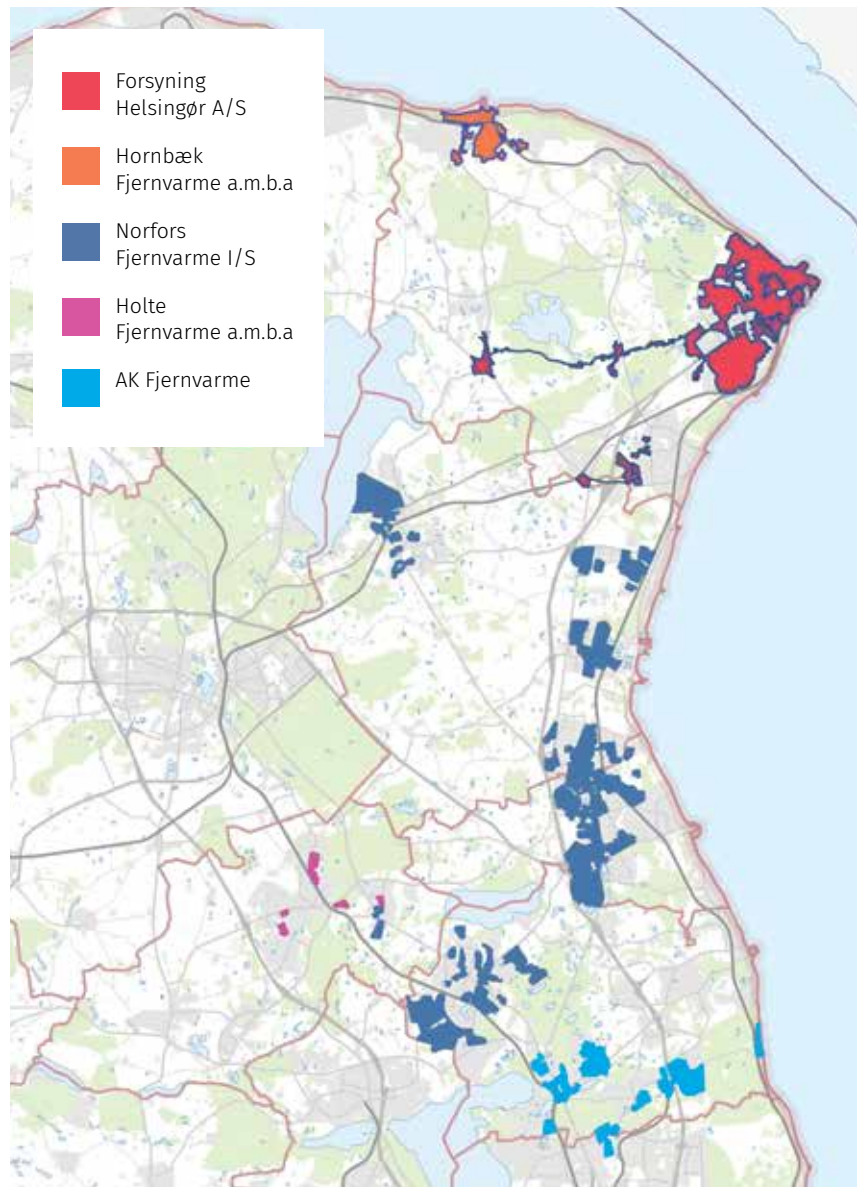 Forsyning
Helsingør A/S
Hornbæk
Fjernvarme a.m.b.a
Norfors
Fjernvarme I/S
Holte
Fjernvarme a.m.b.a
AK Fjernvarme